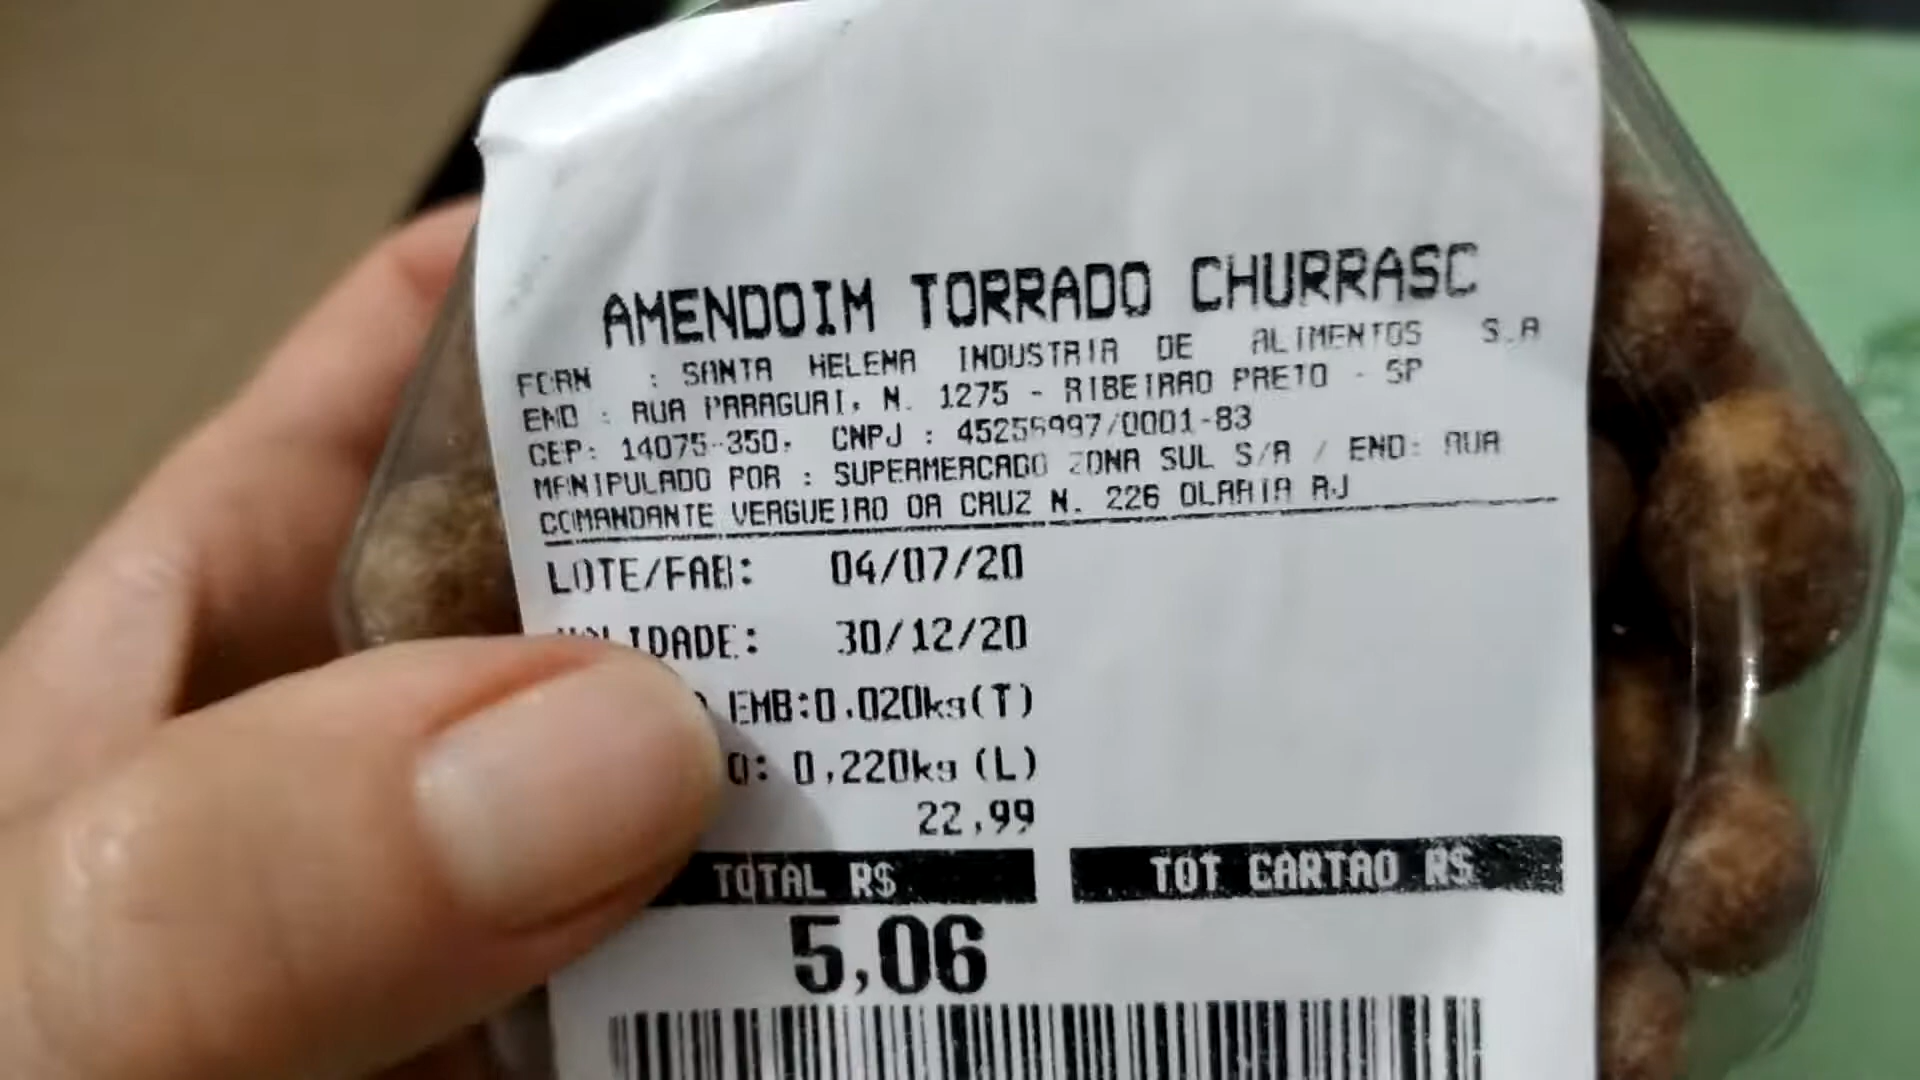 AMENDOIM TORRADO CHURRASC
FORN : SANTA HELENA INDUSTRIA DE ALIMENTOS S.A
END : RUA PARAGUAI, N. 1275 - RIBEIRAO PRETO - SP
CEP: 14075-350, CNPJ : 45255997/0001-83
MANIPULADO POR : SUPERMERCADO ZONA SUL S/A / END: RUA
COMANDANTE VERGUEIRO DA CRUZ N. 226 OLARIA RJ
LOTE/FAB: 04/07/20
VALIDADE: 30/12/20
EMB:0.020kg(T)
O: 0,220kg (L)
22,99
TOTAL R$ TOT CARTAO R$
5,06